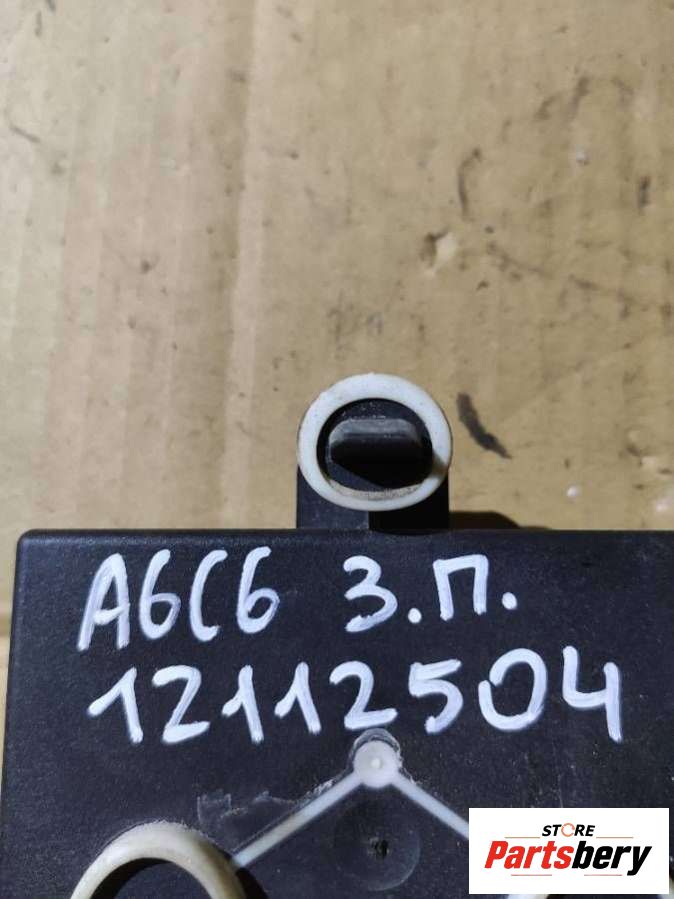 A6C6 З.П.
12112504
STORE
Partsbery